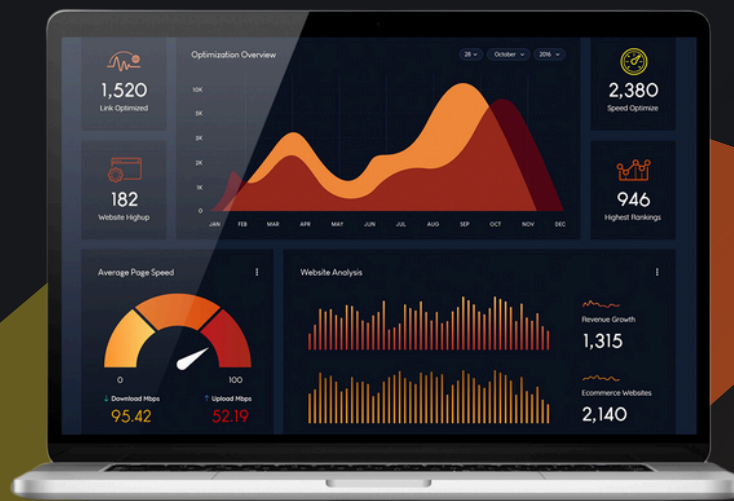 1,520
Link Optimized
182
Website Highup
Optimization Overview
28
October
2016
10K
5K
3K
2K
1K
0
JAN FEB MAR APR MAY JUN JUL AUG SEP OCT NOV DEC
2,380
Speed Optimize
946
Highest Rankings
Average Page Speed
0 100
Download Mbps
95.42
Upload Mbps
52.19
Website Analysis
Revenue Growth
1,315
Ecommerce Websites
2,140